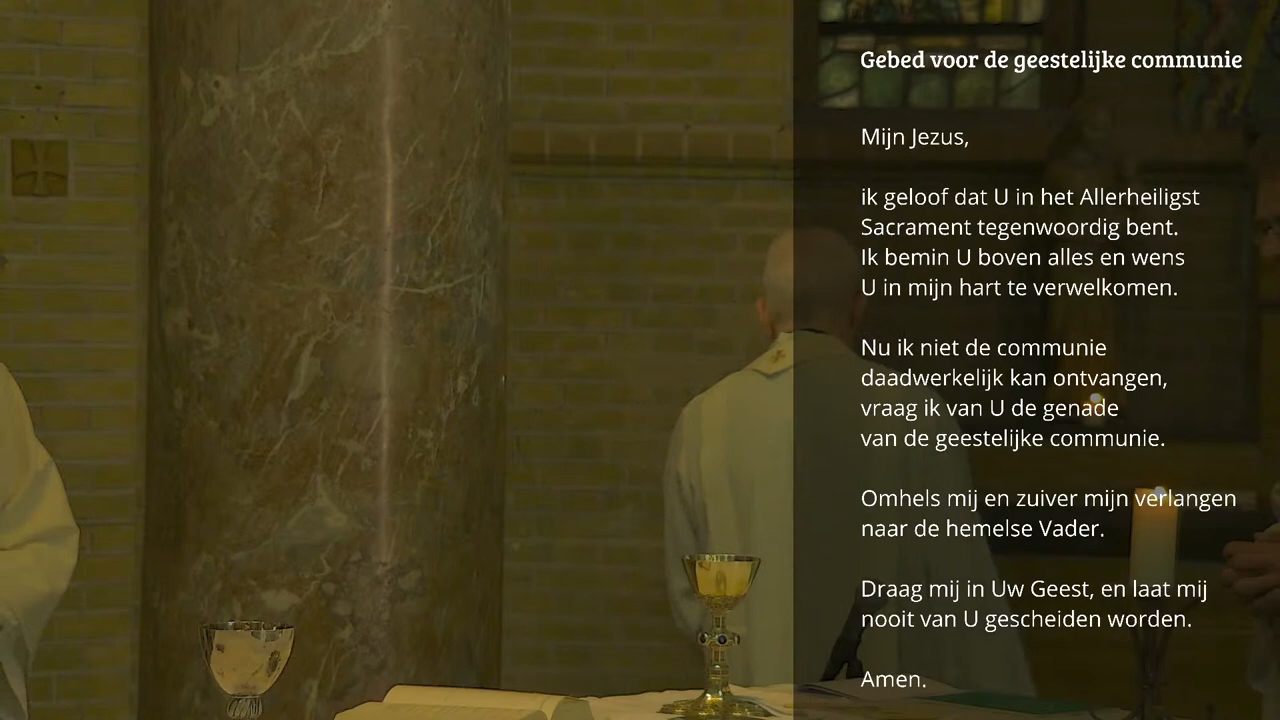 Gebed voor de geestelijke communie
Mijn Jezus,
ik geloof dat U in het Allerheiligst
Sacrament tegenwoordig bent.
Ik bemin U boven alles en wens
U in mijn hart te verwelkomen.
Nu ik niet de communie
daadwerkelijk kan ontvangen,
vraag ik van U de genade
van de geestelijke communie.
Omhels mij en zuiver mijn verlangen
naar de hemelse Vader.
Draag mij in Uw Geest, en laat mij
nooit van U gescheiden worden.
Amen.